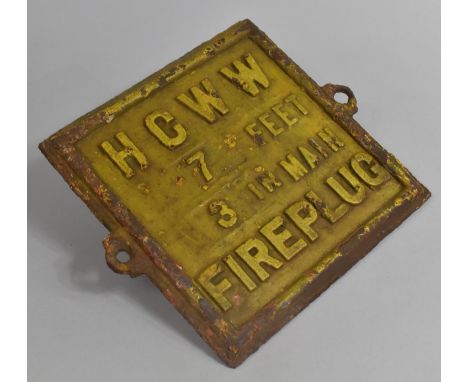 HCWW
7 FEET
3 IN MAIN
FIREPLUG